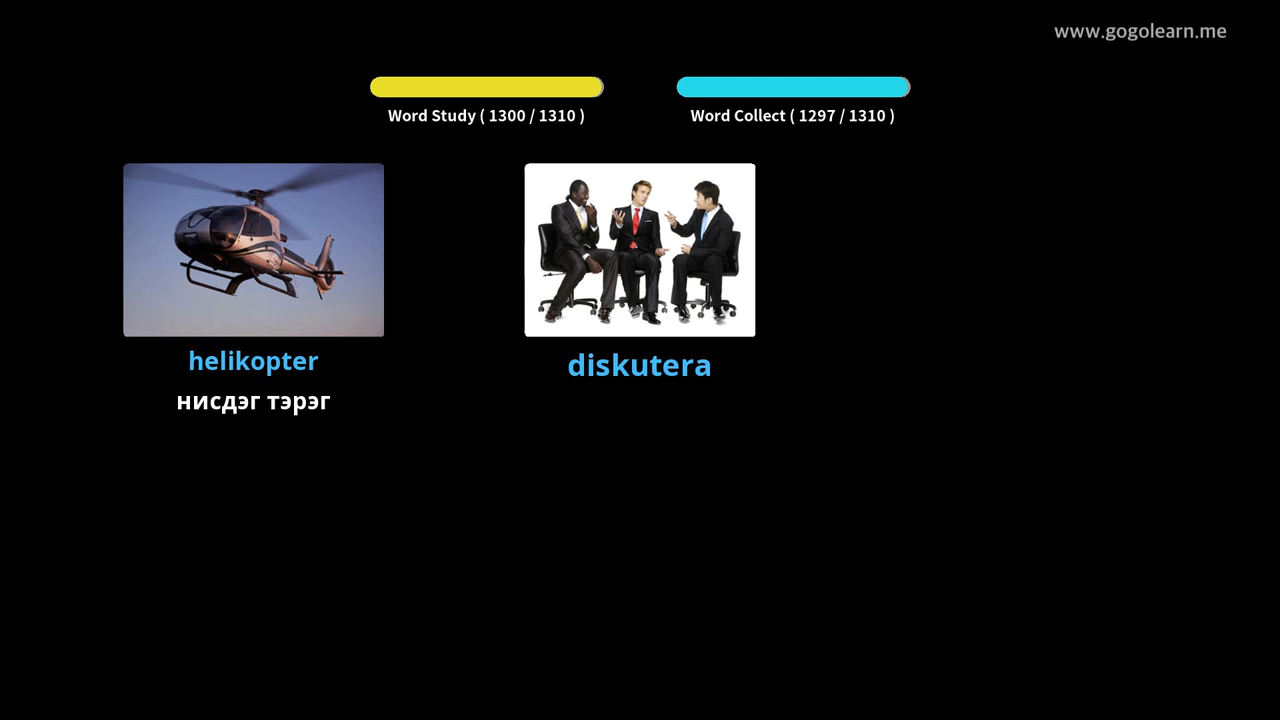 www.gogolearn.me
Word Study ( 1300 / 1310 )
Word Collect ( 1297 / 1310 )
helikopter
нисдэг тэрэг
diskutera